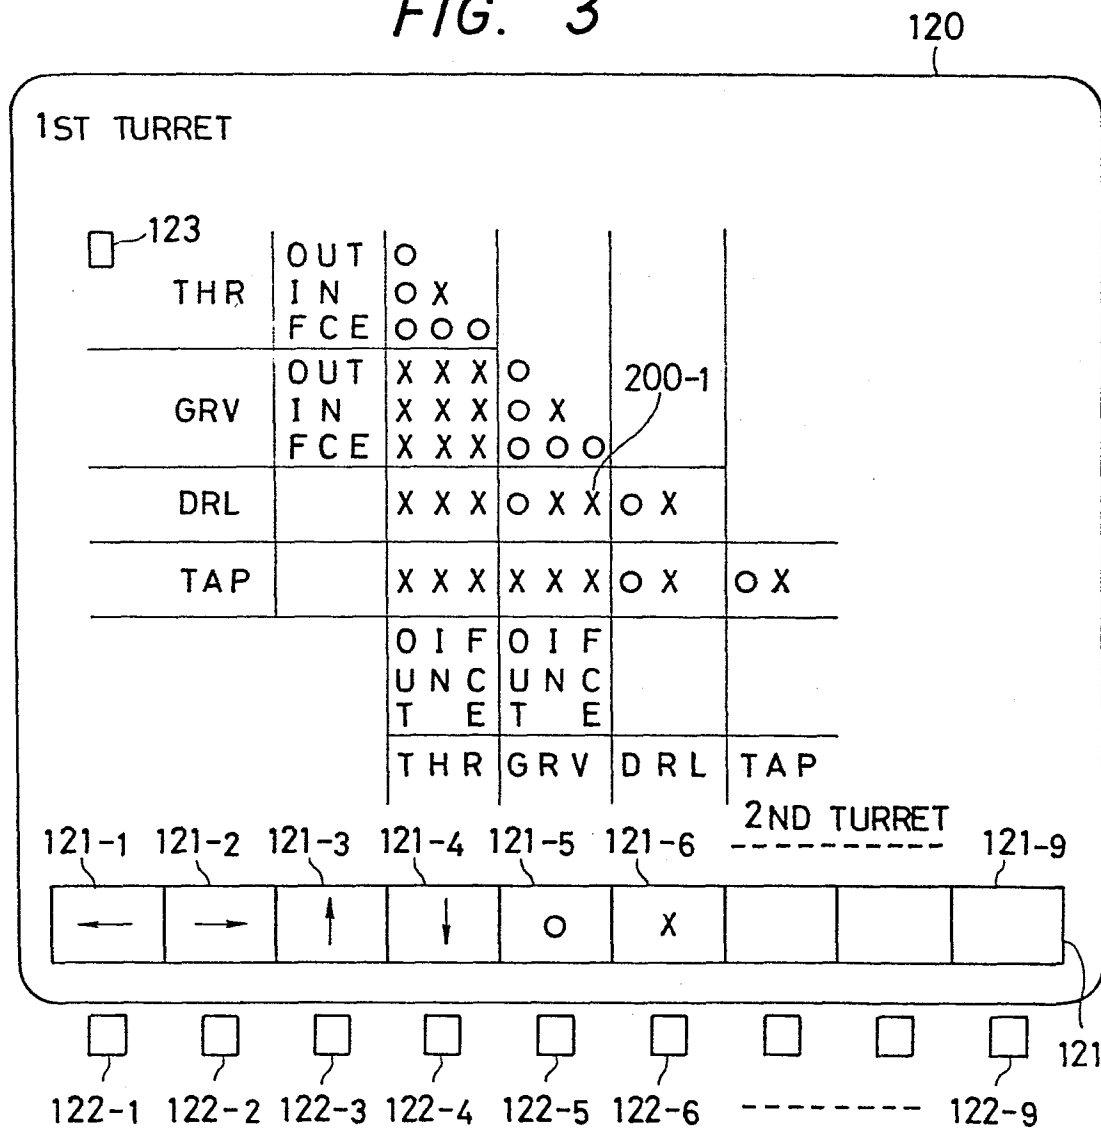 FIG. 3
120
1ST TURRET
123
OUT O
THR IN O X
FCE O O O
OUT X X X O
200-1
GRV IN X X X O X
FCE X X X O O O
DRL X X X O X X O X
TAP X X X X X X O X O X
O I F O I F
U N C U N C
T E T E
THR GRV DRL TAP
2ND TURRET
121-1 121-2 121-3 121-4 121-5 121-6 ---------- 121-9
← → ↑ ↓ O X
121
122-1 122-2 122-3 122-4 122-5 122-6 -------- 122-9